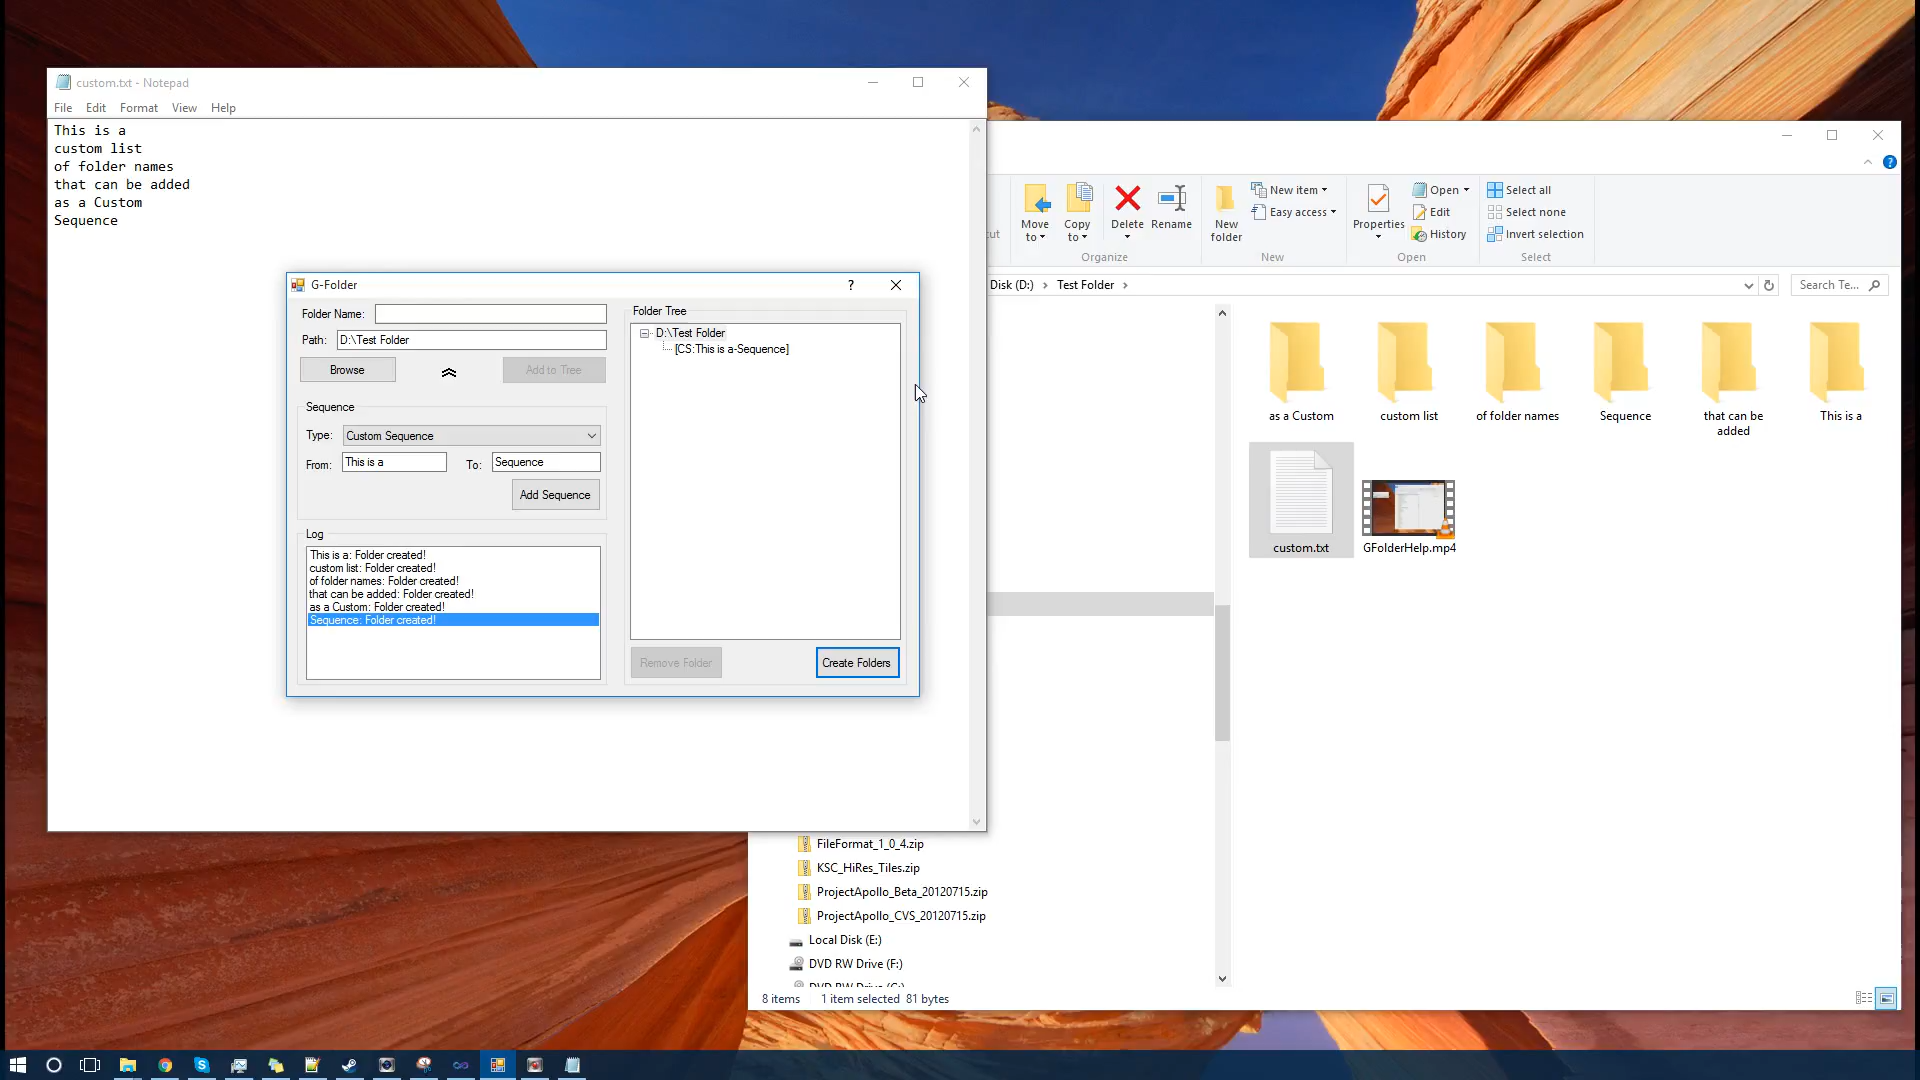 custom.txt - Notepad
File Edit Format View Help
This is a
custom list
of folder names
that can be added
as a Custom
Sequence
G-Folder
?
Folder Name:
Path: D:\Test Folder
Browse
Add to Tree
Sequence
Type: Custom Sequence
From: This is a To: Sequence
Add Sequence
Log
This is a: Folder created!
custom list: Folder created!
of folder names: Folder created!
that can be added: Folder created!
as a Custom: Folder created!
Sequence: Folder created!
Folder Tree
D:\Test Folder
[CS:This is a-Sequence]
Remove Folder
Create Folders
Move to
Copy to
Delete
Rename
Organize
New folder
New item
Easy access
New
Properties
Open
Edit
History
Open
Select all
Select none
Invert selection
Select
Disk (D:) > Test Folder >
Search Te...
as a Custom
custom list
of folder names
Sequence
that can be
added
This is a
custom.txt
GFolderHelp.mp4
FileFormat_1_0_4.zip
KSC_HiRes_Tiles.zip
ProjectApollo_Beta_20120715.zip
ProjectApollo_CVS_20120715.zip
Local Disk (E:)
DVD RW Drive (F:)
8 items 1 item selected 81 bytes